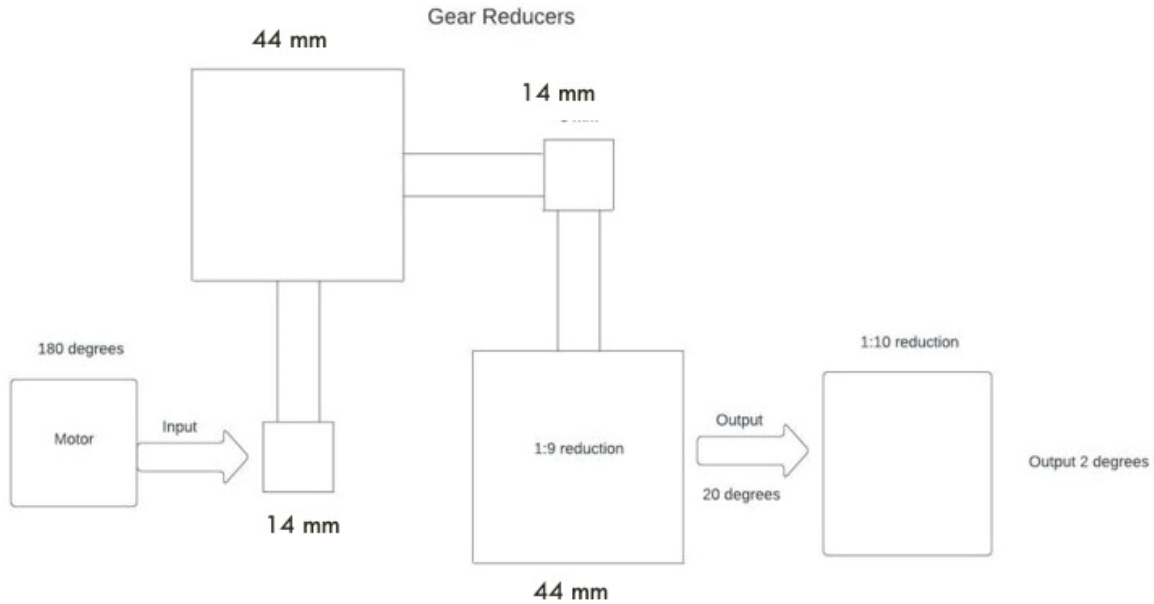 Gear Reducers
44 mm
14 mm
180 degrees
Motor
Input
14 mm
1:9 reduction
44 mm
Output
20 degrees
1:10 reduction
Output 2 degrees